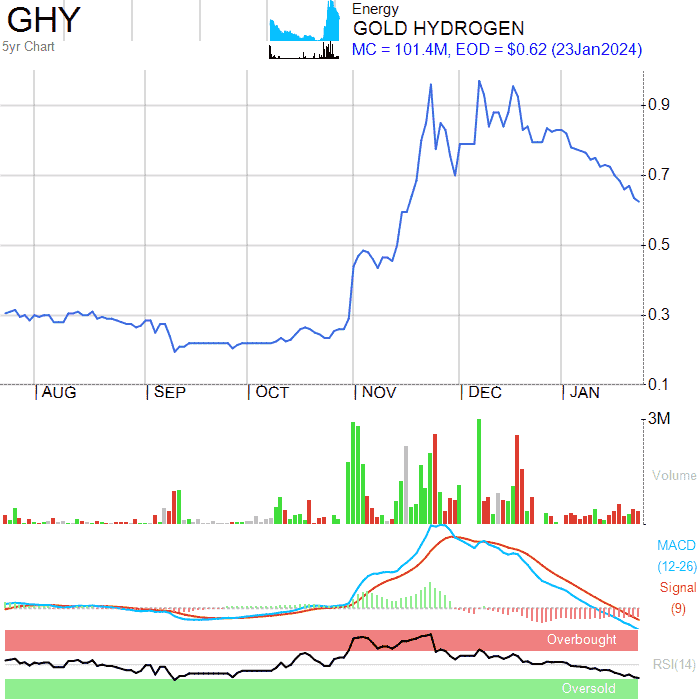 GHY
5yr Chart
Energy
GOLD HYDROGEN
MC = 101.4M, EOD = $0.62 (23Jan2024)
0.9
0.7
0.5
0.3
0.1
AUG SEP OCT NOV DEC JAN
3M
Volume
MACD
(12-26)
Signal
(9)
Overbought
RSI(14)
Oversold